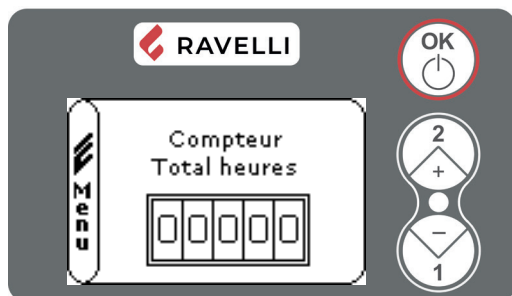 RAVELLI
OK
Menu
Compteur
Total heures
00000
2
+
−
1